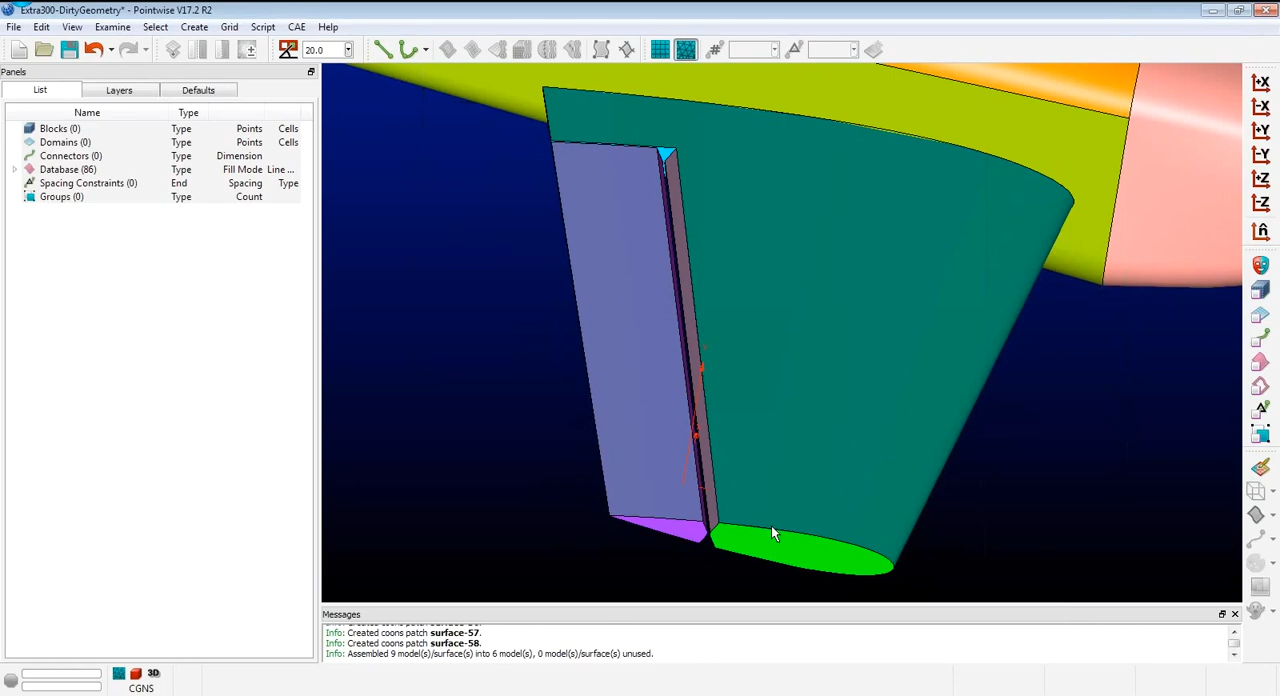 Extra300-DirtyGeometry* - Pointwise V17.2 R2
File Edit View Examine Select Create Grid Script CAE Help
20.0
Panels
List Layers Defaults
Name Type
Blocks (0) Type Points Cells
Domains (0) Type Points Cells
Connectors (0) Type Dimension
Database (86) Type Fill Mode Line ...
Spacing Constraints (0) End Spacing Type
Groups (0) Type Count
+X
-X
+Y
-Y
+Z
-Z
n̂
Messages
Info: Created coons patch surface-57.
Info: Created coons patch surface-58.
Info: Assembled 9 model(s)/surface(s) into 6 model(s), 0 model(s)/surface(s) unused.
3D
CGNS